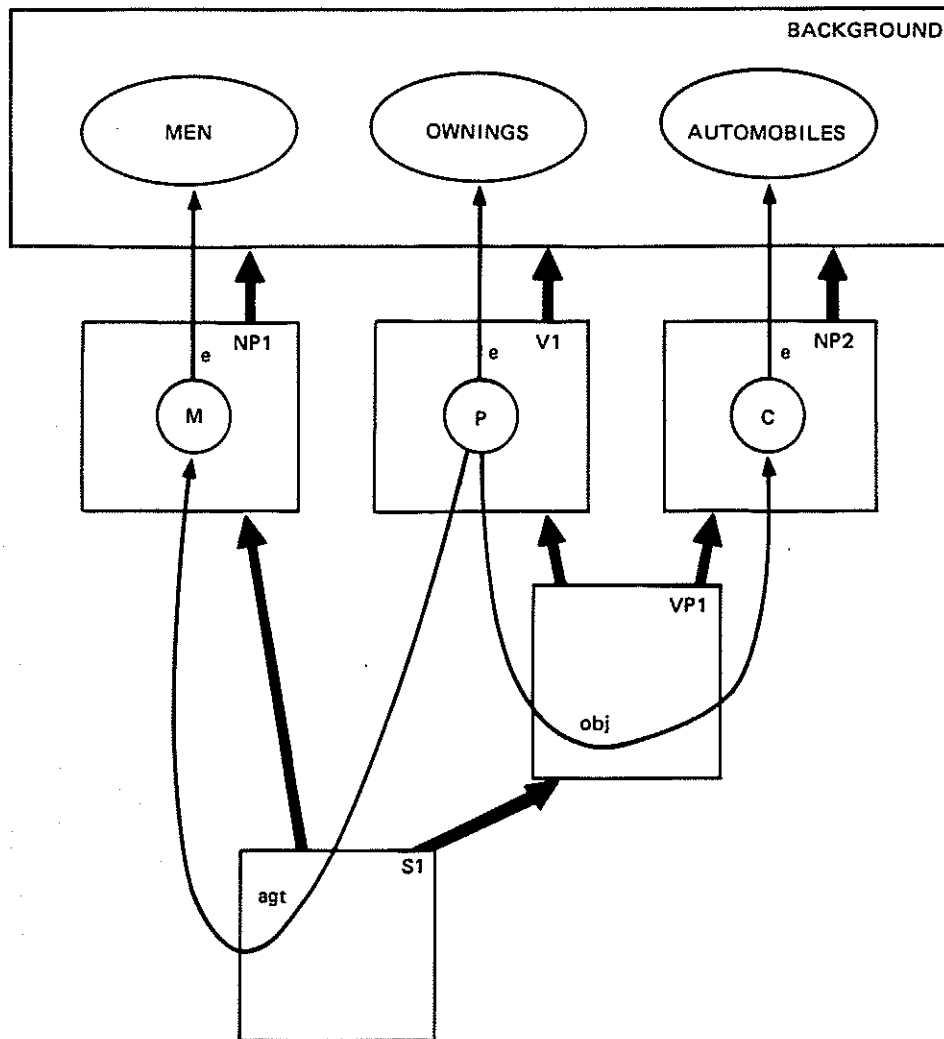 BACKGROUND
MEN OWNINGS AUTOMOBILES
NP1 V1 NP2
e e e
M P C
VP1
obj
S1
agt